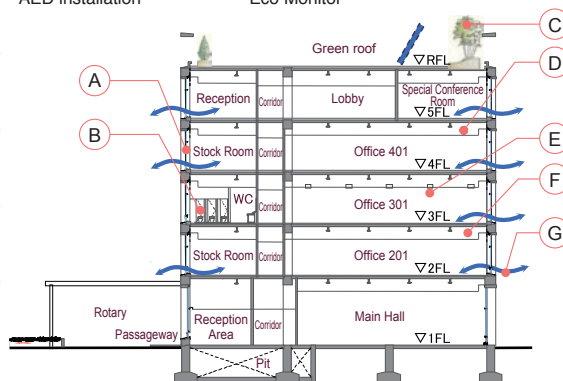 AED installation
Eco Monitor
C
Green roof
▽RFL
D
A
Reception
Corridor
Lobby
Special Conference
Room
▽5FL
B
Stock Room
Corridor
Office 401
▽4FL
E
WC
Corridor
Office 301
▽3FL
F
Stock Room
Corridor
Office 201
▽2FL
G
Rotary
Passageway
Reception
Area
Corridor
Main Hall
▽1FL
Pit